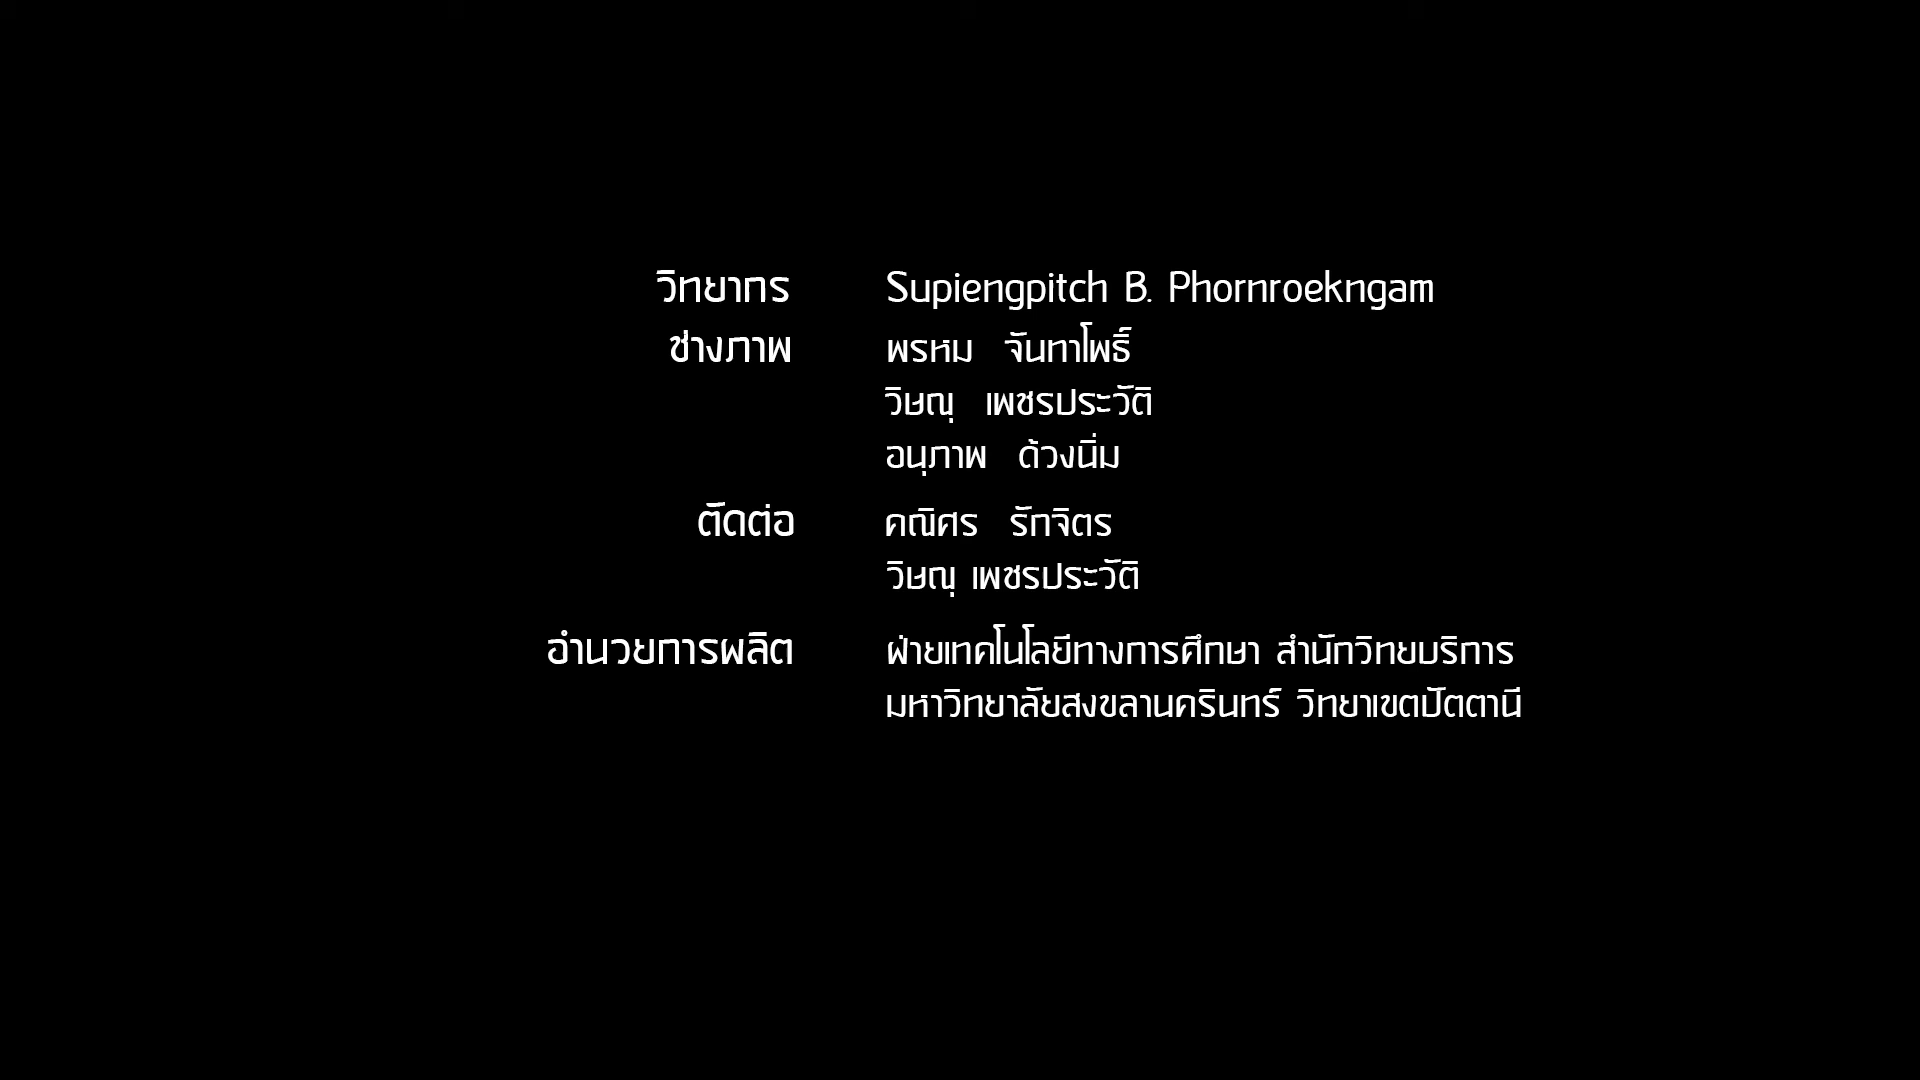 วิทยากร Supiengpitch B. Phornroekngam
ช่างภาพ พรหม จันทาโพธิ์
วิษณุ เพชรประวัติ
อนุภาพ ด้วงนิ่ม
ตัดต่อ คณิศร รักจิตร
วิษณุ เพชรประวัติ
อำนวยการผลิต ฝ่ายเทคโนโลยีทางการศึกษา สำนักวิทยบริการ
มหาวิทยาลัยสงขลานครินทร์ วิทยาเขตปัตตานี